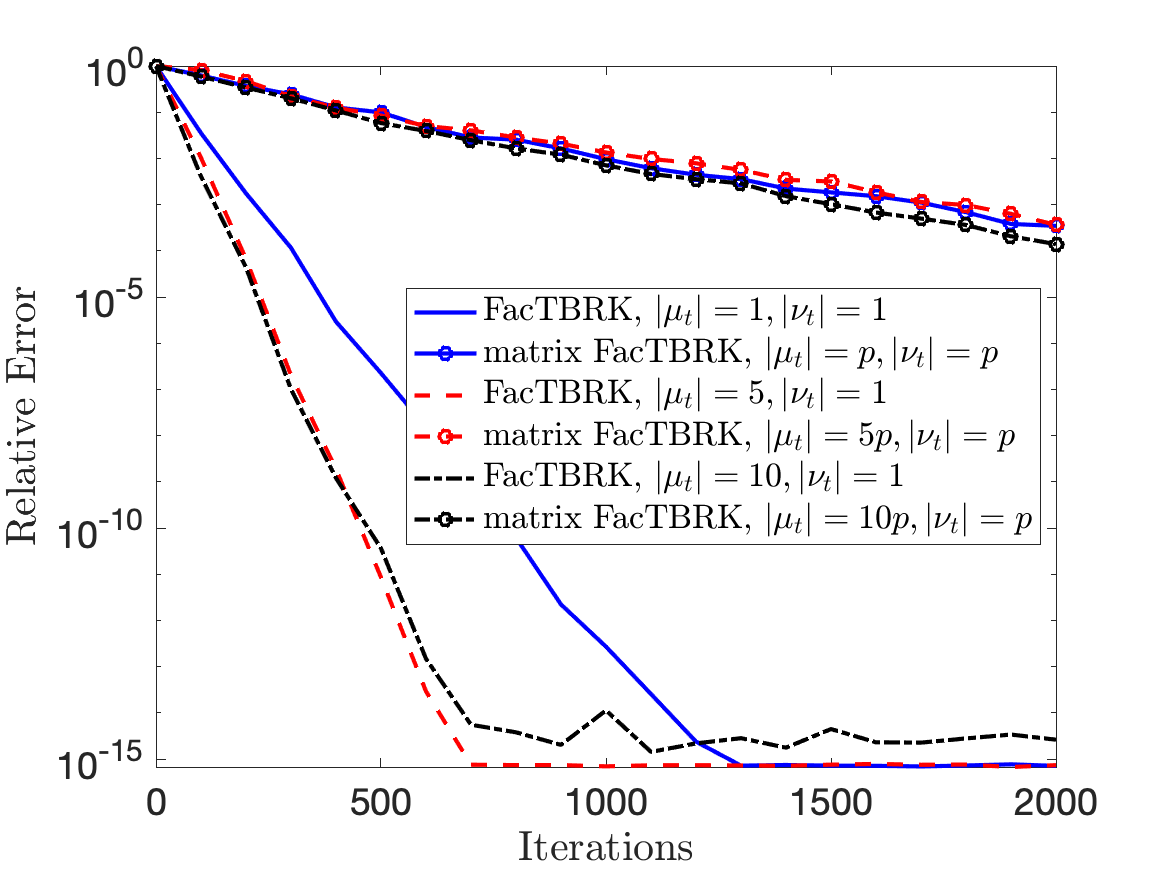 10^0
10^-5
10^-10
10^-15
Relative Error
FacTBRK, |μ_t| = 1, |ν_t| = 1
matrix FacTBRK, |μ_t| = p, |ν_t| = p
FacTBRK, |μ_t| = 5, |ν_t| = 1
matrix FacTBRK, |μ_t| = 5p, |ν_t| = p
FacTBRK, |μ_t| = 10, |ν_t| = 1
matrix FacTBRK, |μ_t| = 10p, |ν_t| = p
0 500 1000 1500 2000
Iterations